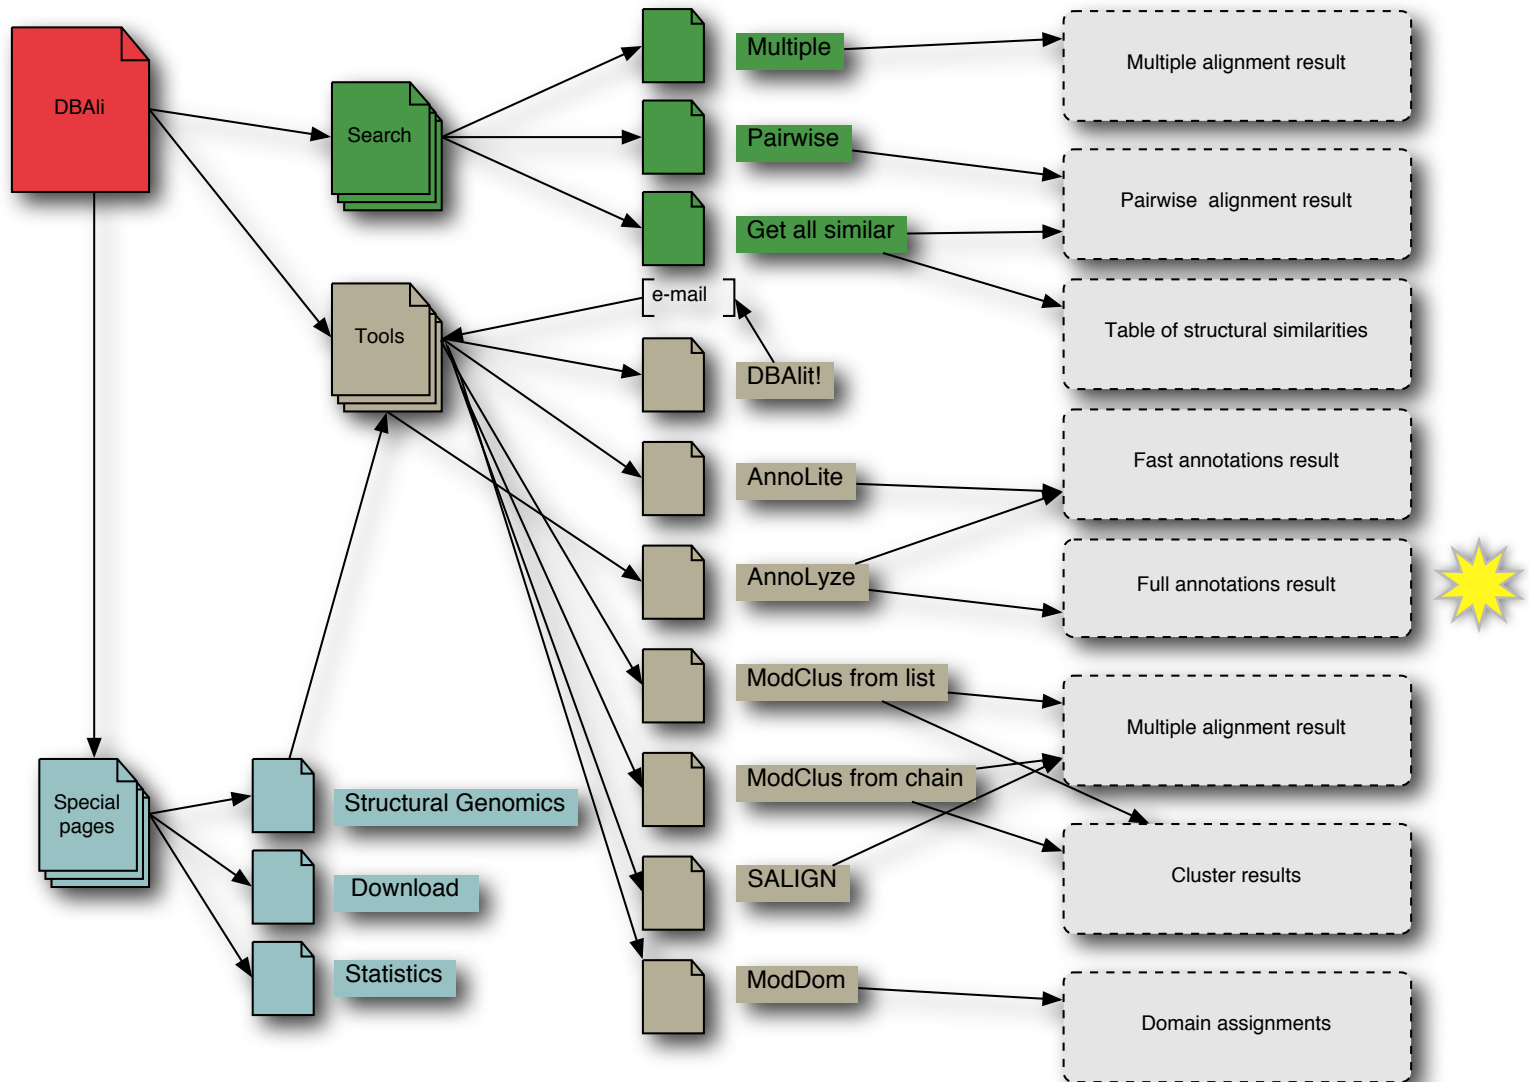 DBAli
Search
Multiple
Multiple alignment result
Pairwise
Pairwise  alignment result
Get all similar
Table of structural similarities
Tools
e-mail
DBAlit!
AnnoLite
Fast annotations result
AnnoLyze
Full annotations result
ModClus from list
Multiple alignment result
ModClus from chain
SALIGN
Cluster results
ModDom
Domain assignments
Special
pages
Structural Genomics
Download
Statistics